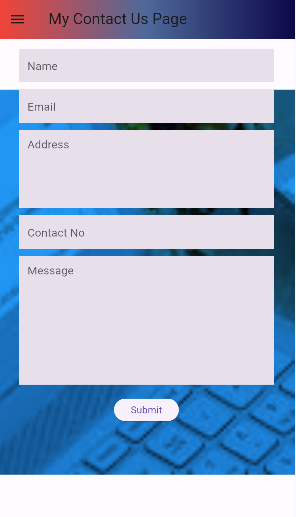 My Contact Us Page
Name
Email
Address
Contact No
Message
Submit